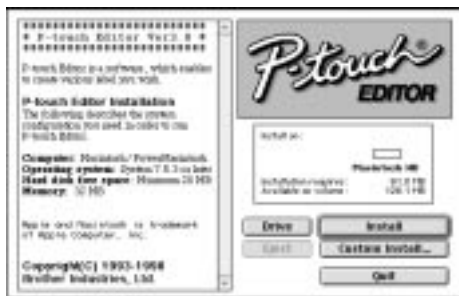 * P-touch Editor Ver3.0 *
P-touch Editor is a software, which enables
to create various label you wish.
P-touch Editor Installation
The following describes the system
configuration you need in order to run
P-touch Editor.
Computer: Macintosh/PowerMacintosh
Operating system: System 7.5.3 or later
Hard disk free space: Minimum 20 MB
Memory: 12 MB
Apple and Macintosh is trademark
of Apple Computer, Inc.
Copyright(C) 1993-1998
Brother Industries, Ltd.
P-touch®
EDITOR
Install on:
Macintosh HD
Installation requires:
Available on volume:
Drive
Install
Eject
Custom Install...
Quit